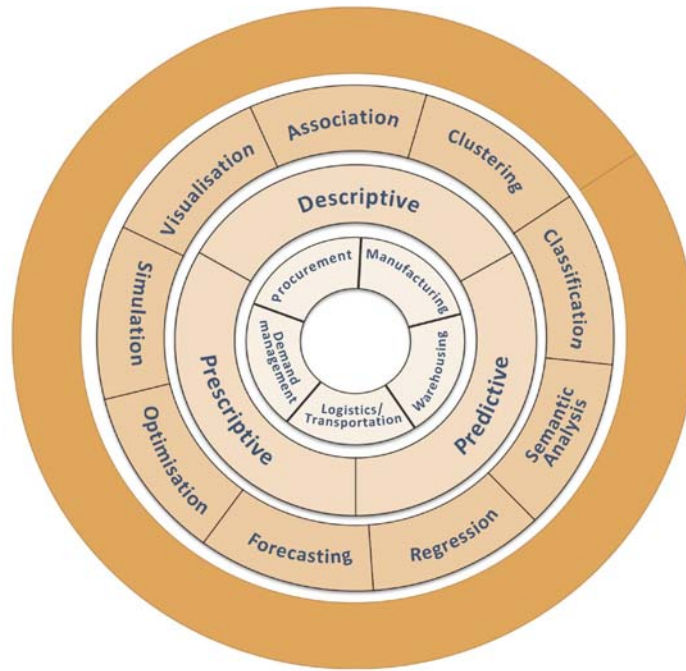 Association
Clustering
Classification
Semantic
Analysis
Regression
Forecasting
Optimisation
Simulation
Visualisation
Descriptive
Predictive
Prescriptive
Procurement
Manufacturing
Warehousing
Logistics/
Transportation
Demand
management